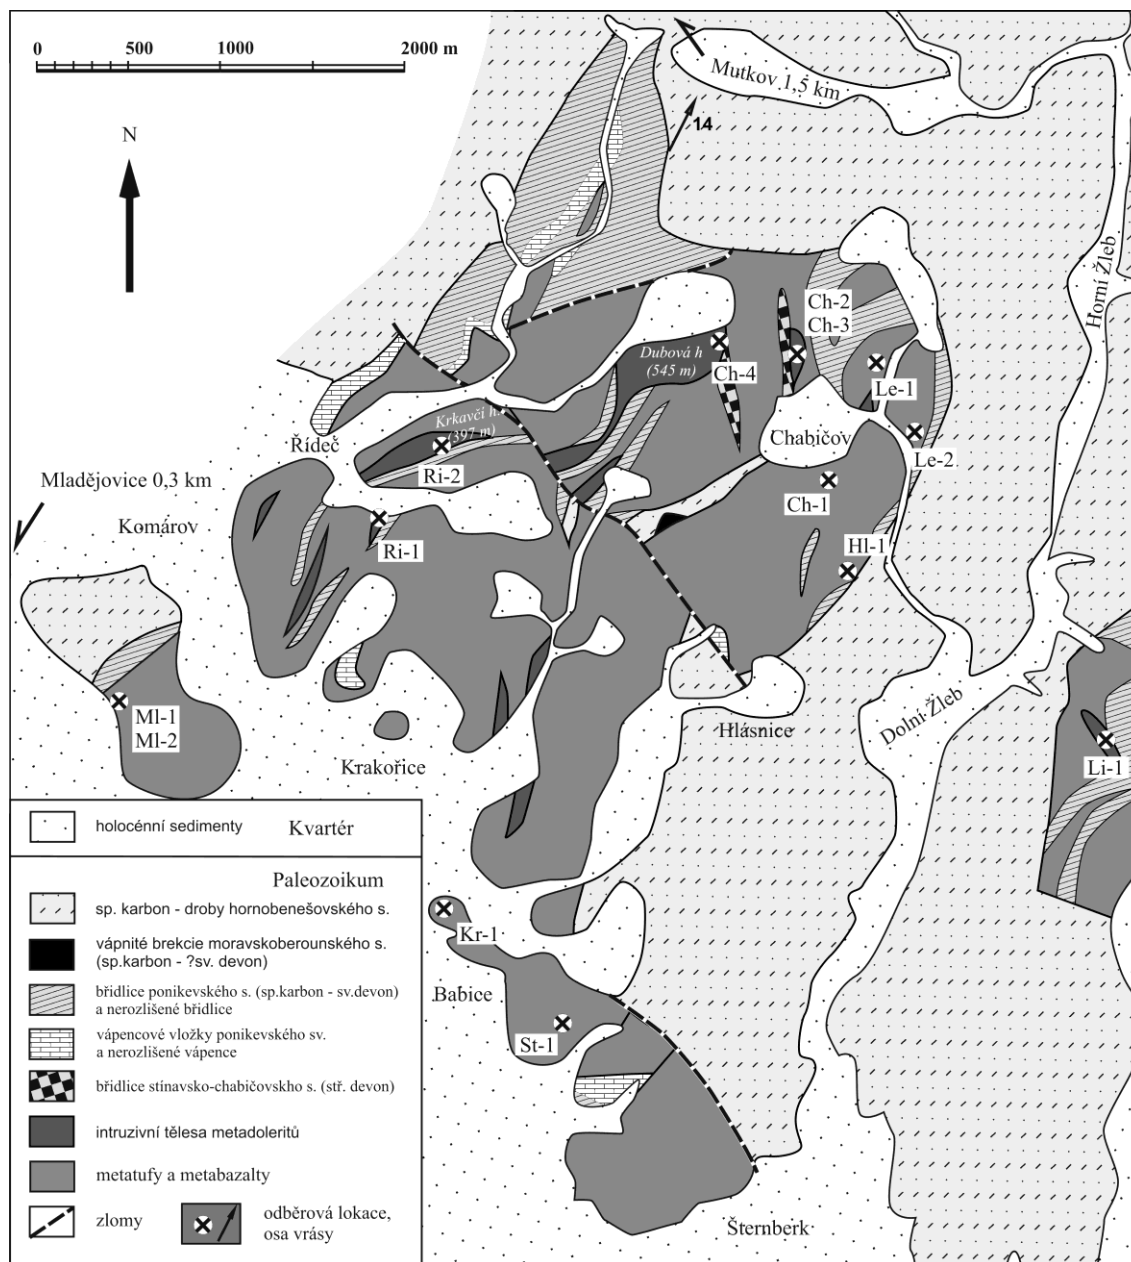 0 500 1000 2000 m
N
Mutkov 1,5 km
14
Horní Žleb
Ch-2
Ch-3
Dubová h
(545 m)
Ch-4
Le-1
Krkavčí h.
(397 m)
Řídeč
Chabičov
Le-2
Ri-2
Mladějovice 0,3 km
Ch-1
Komárov
Ri-1
Hl-1
Ml-1
Ml-2
Dolní Žleb
Hlásnice
Krakořice
Li-1
holocénní sedimenty Kvartér
Paleozoikum
sp. karbon - droby hornobenešovského s.
vápnité brekcie moravskoberounského s.
(sp.karbon - ?sv. devon)
břidlice ponikevského s. (sp.karbon - sv.devon)
a nerozlišené břidlice
vápencové vložky ponikevského sv.
a nerozlišené vápence
břidlice stínavsko-chabičovskho s. (stř. devon)
intruzivní tělesa metadoleritů
metatufy a metabazalty
zlomy
odběrová lokace,
osa vrásy
Kr-1
Babice
St-1
Šternberk